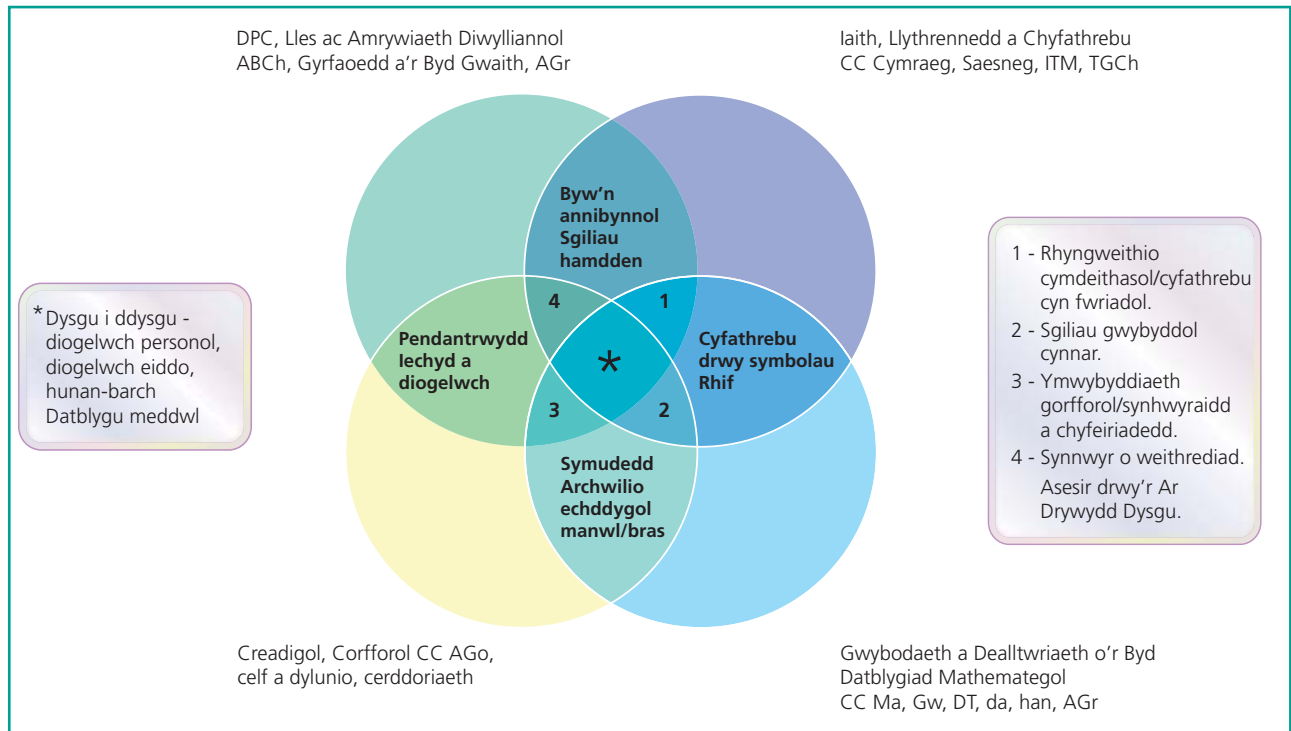 DPC, Lles ac Amrywiaeth Diwylliannol
ABCh, Gyrfaoedd a'r Byd Gwaith, AGr
Iaith, Llythrennedd a Chyfathrebu
CC Cymraeg, Saesneg, ITM, TGCh
Byw'n
annibynnol
Sgiliau
hamdden
4
1
Pendantrwydd
Iechyd a
diogelwch
*
Cyfathrebu
drwy symbolau
Rhif
3
2
Symudedd
Archwilio
echddygol
manwl/bras
* Dysgu i ddysgu -
diogelwch personol,
diogelwch eiddo,
hunan-barch
Datblygu meddwl
1 - Rhyngweithio
cymdeithasol/cyfathrebu
cyn fwriadol.
2 - Sgiliau gwybyddol
cynnar.
3 - Ymwybyddiaeth
gorfforol/synhwyraidd
a chyfeiriadedd.
4 - Synnwyr o weithrediad.
Asesir drwy'r Ar
Drywydd Dysgu.
Creadigol, Corfforol CC AGo,
celf a dylunio, cerddoriaeth
Gwybodaeth a Dealltwriaeth o'r Byd
Datblygiad Mathemategol
CC Ma, Gw, DT, da, han, AGr